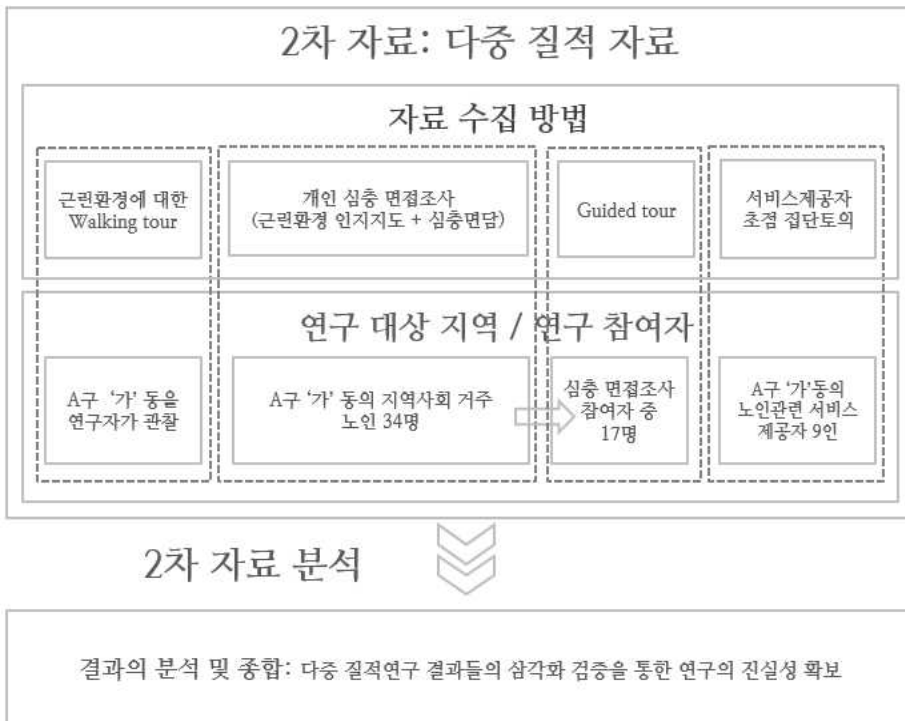 2차 자료: 다중 질적 자료
자료 수집 방법
근린환경에 대한
Walking tour
개인 심층 면접조사
(근린환경 인지지도 + 심층면담)
Guided tour
서비스제공자
초점 집단토의
연구 대상 지역 / 연구 참여자
A구 ‘가’ 동을
연구자가 관찰
A구 ‘가’ 동의 지역사회 거주
노인 34명
심층 면접조사
참여자 중
17명
A구 ‘가’동의
노인관련 서비스
제공자 9인
2차 자료 분석
결과의 분석 및 종합: 다중 질적연구 결과들의 삼각화 검증을 통한 연구의 진실성 확보